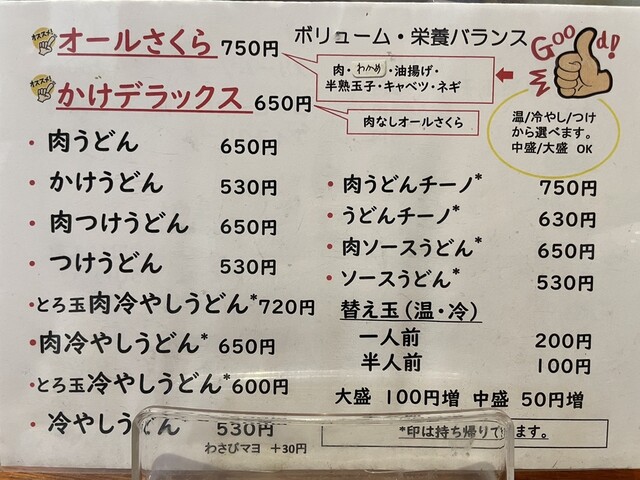 オススメ!
オールさくら 750円
ボリューム・栄養バランス
Good!
肉・わかめ・油揚げ・
半熟玉子・キャベツ・ネギ
オススメ!
かけデラックス 650円
肉なしオールさくら
温/冷やし/つけ
から選べます。
中盛/大盛 OK
・肉うどん 650円
・かけうどん 530円
・肉つけうどん 650円
・つけうどん 530円
・とろ玉肉冷やしうどん* 720円
・肉冷やしうどん* 650円
・とろ玉冷やしうどん* 600円
・冷やしうどん 530円
わさびマヨ +30円
・肉うどんチーノ* 750円
・うどんチーノ* 630円
・肉ソースうどん* 650円
・ソースうどん* 530円
替え玉(温・冷)
一人前 200円
半人前 100円
大盛 100円増 中盛 50円増
*印は持ち帰りで ます。